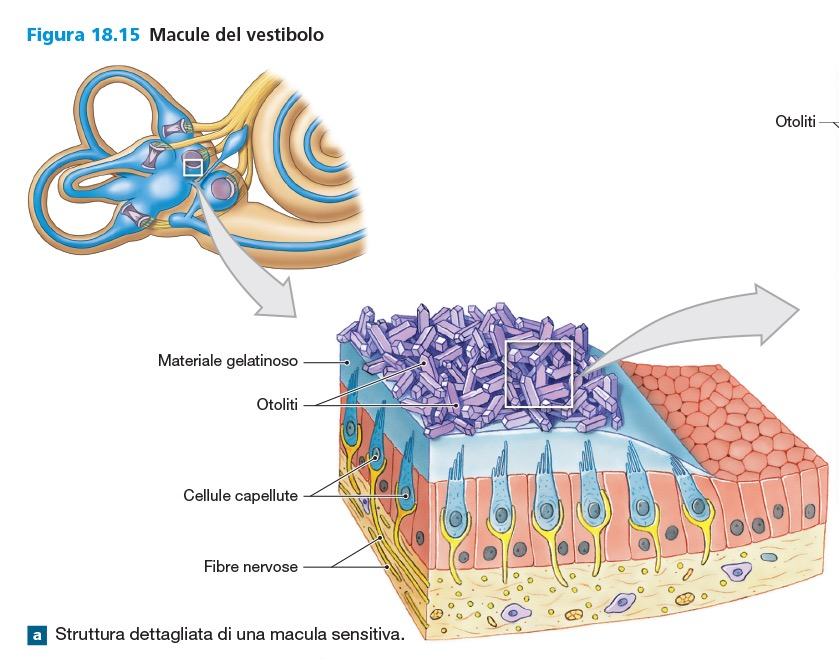 Figura 18.15 Macule del vestibolo
Otoliti
Materiale gelatinoso
Otoliti
Cellule capellute
Fibre nervose
a Struttura dettagliata di una macula sensitiva.